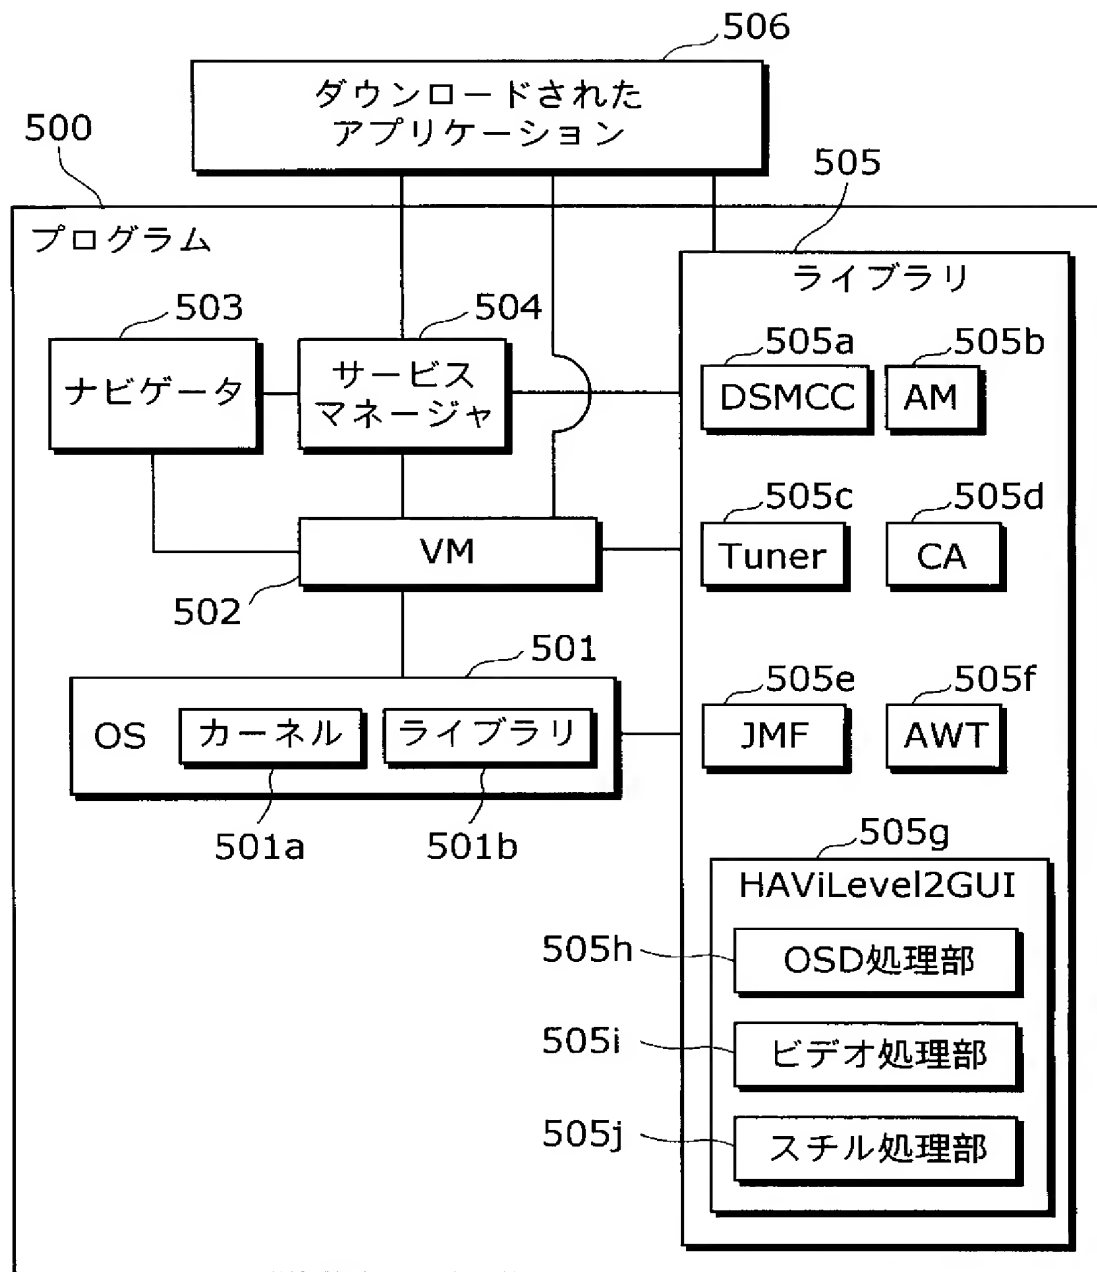 506
ダウンロードされた
アプリケーション
500
505
プログラム
ライブラリ
503
504
505a
505b
ナビゲータ
サービス
マネージャ
DSMCC
AM
505c
505d
VM
Tuner
CA
502
501
505e
505f
OS
カーネル
ライブラリ
JMF
AWT
501a
501b
505g
HAViLevel2GUI
505h
OSD処理部
505i
ビデオ処理部
505j
スチル処理部